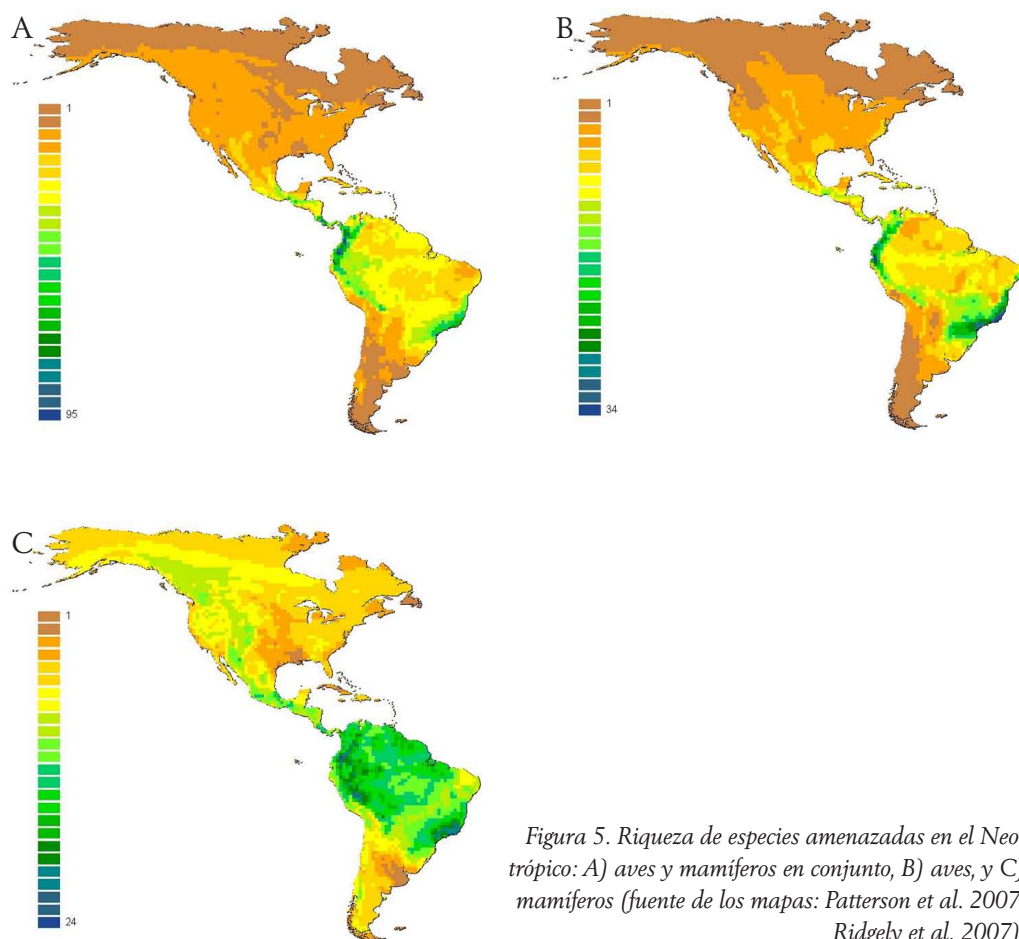 A
1
95
B
1
34
C
1
24
Figura 5. Riqueza de especies amenazadas en el Neo
trópico: A) aves y mamíferos en conjunto, B) aves, y C)
mamíferos (fuente de los mapas: Patterson et al. 2007
Ridgely et al. 2007)